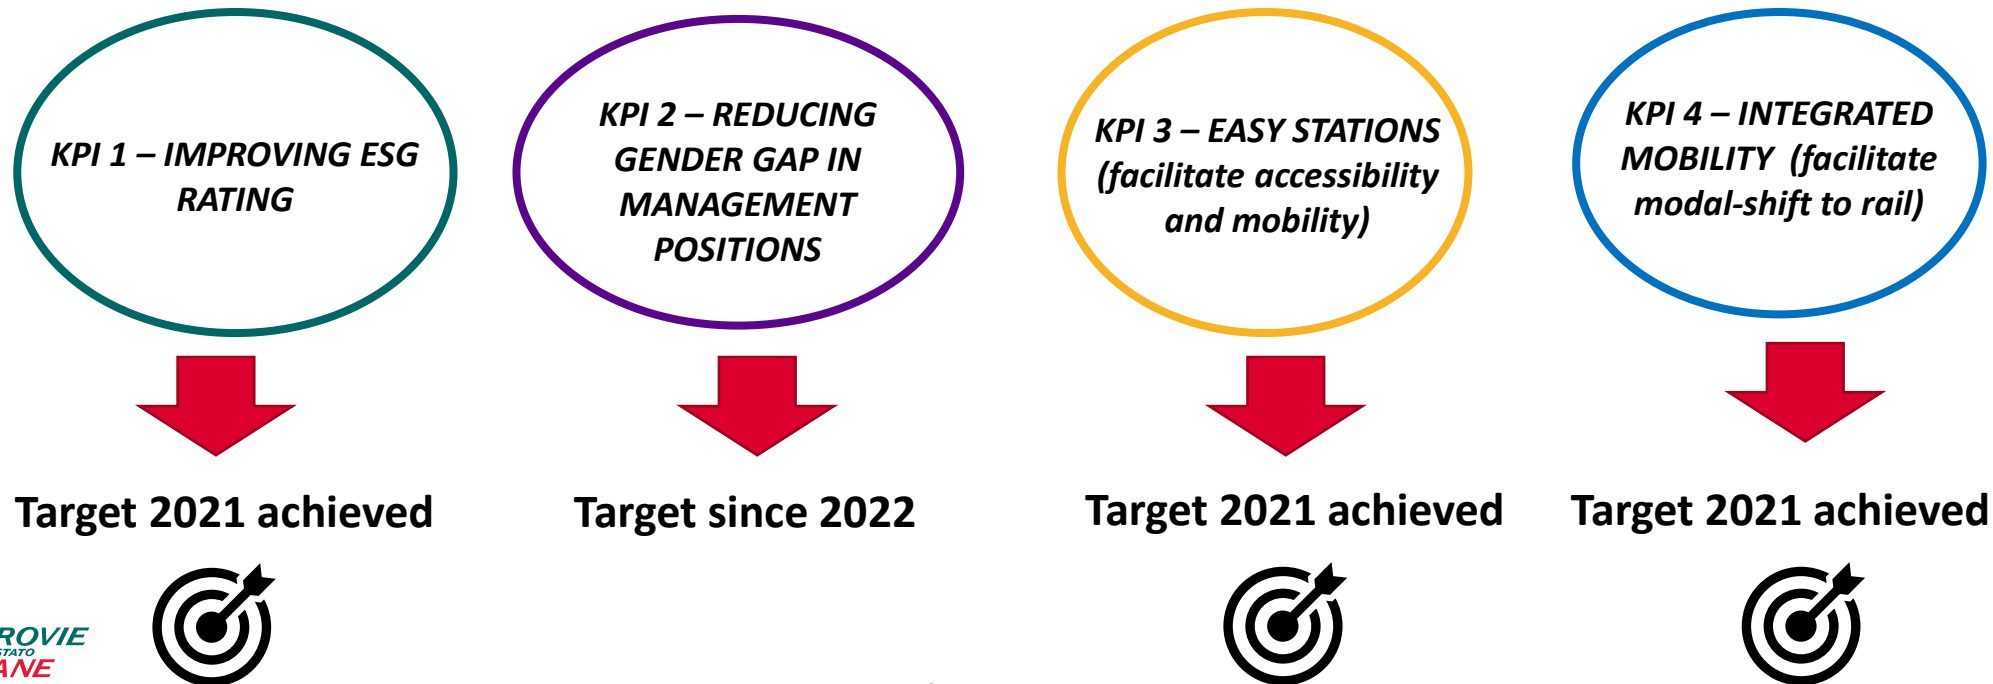 KPI 1 – IMPROVING ESG
RATING
KPI 2 – REDUCING
GENDER GAP IN
MANAGEMENT
POSITIONS
KPI 3 – EASY STATIONS
(facilitate accessibility
and mobility)
KPI 4 – INTEGRATED
MOBILITY (facilitate
modal-shift to rail)
Target 2021 achieved
Target since 2022
Target 2021 achieved
Target 2021 achieved
ROVIE
STATO
ANE